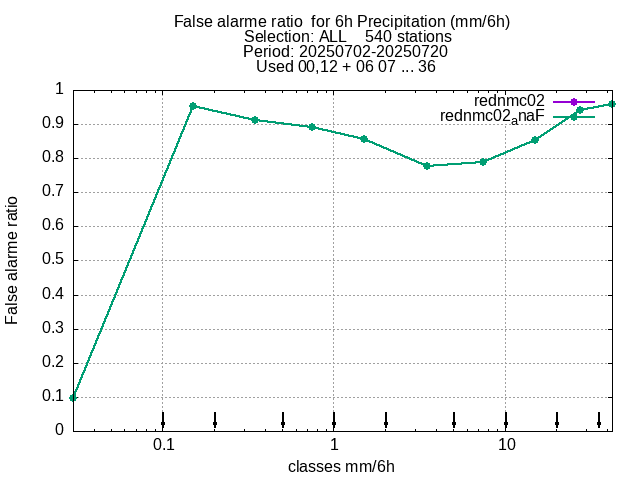 False alarme ratio  for 6h Precipitation (mm/6h)
Selection: ALL    540 stations
Period: 20250702-20250720
Used 00,12 + 06 07 ... 36
rednmc02
rednmc02anaF
1
0.9
0.8
0.7
0.6
0.5
0.4
0.3
0.2
0.1
0
False alarme ratio
0.1 1 10
classes mm/6h